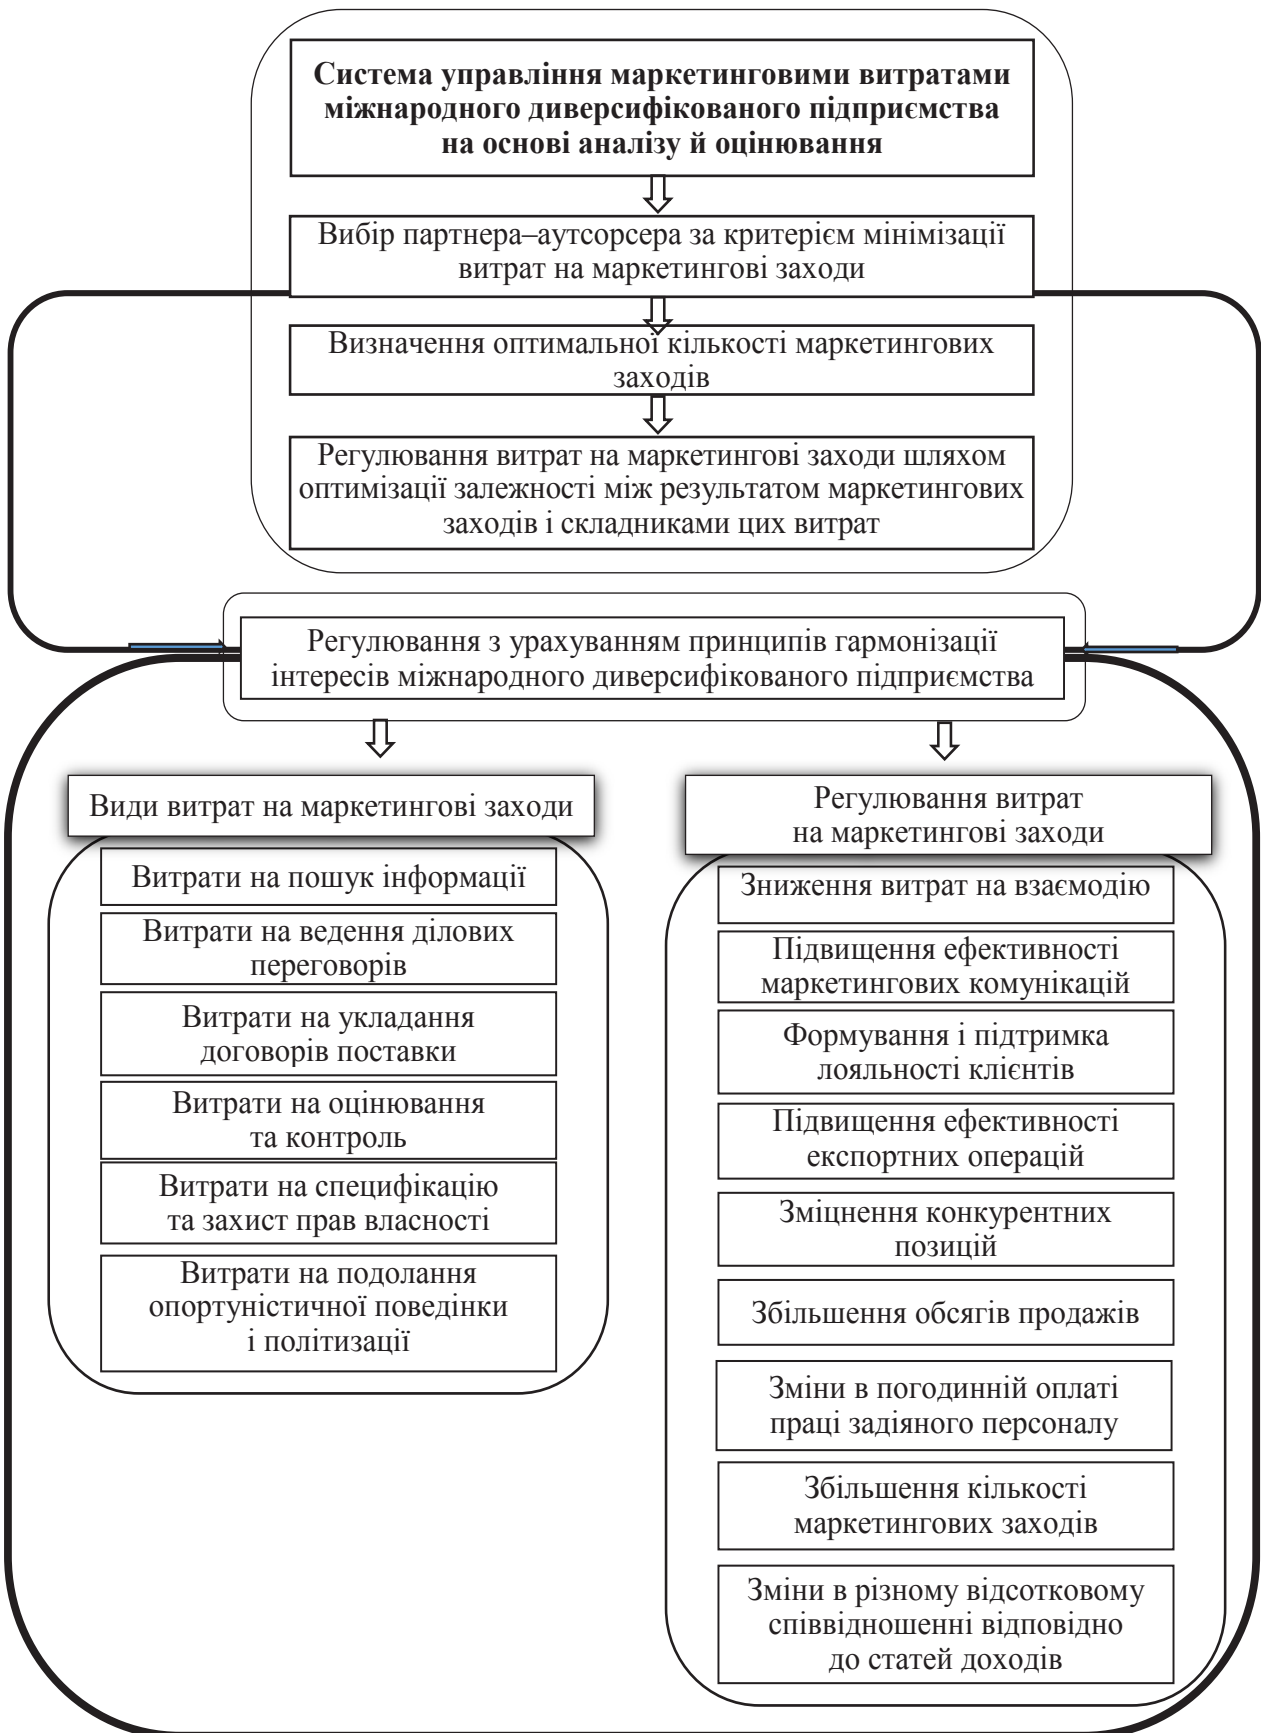 Система управління маркетинговими витратами
міжнародного диверсифікованого підприємства
на основі аналізу й оцінювання
Вибір партнера–аутсорсера за критерієм мінімізації
витрат на маркетингові заходи
Визначення оптимальної кількості маркетингових
заходів
Регулювання витрат на маркетингові заходи шляхом
оптимізації залежності між результатом маркетингових
заходів і складниками цих витрат
Регулювання з урахуванням принципів гармонізації
інтересів міжнародного диверсифікованого підприємства
Види витрат на маркетингові заходи
Витрати на пошук інформації
Витрати на ведення ділових
переговорів
Витрати на укладання
договорів поставки
Витрати на оцінювання
та контроль
Витрати на специфікацію
та захист прав власності
Витрати на подолання
опортуністичної поведінки
і політизації
Регулювання витрат
на маркетингові заходи
Зниження витрат на взаємодію
Підвищення ефективності
маркетингових комунікацій
Формування і підтримка
лояльності клієнтів
Підвищення ефективності
експортних операцій
Зміцнення конкурентних
позицій
Збільшення обсягів продажів
Зміни в погодинній оплаті
праці задіяного персоналу
Збільшення кількості
маркетингових заходів
Зміни в різному відсотковому
співвідношенні відповідно
до статей доходів